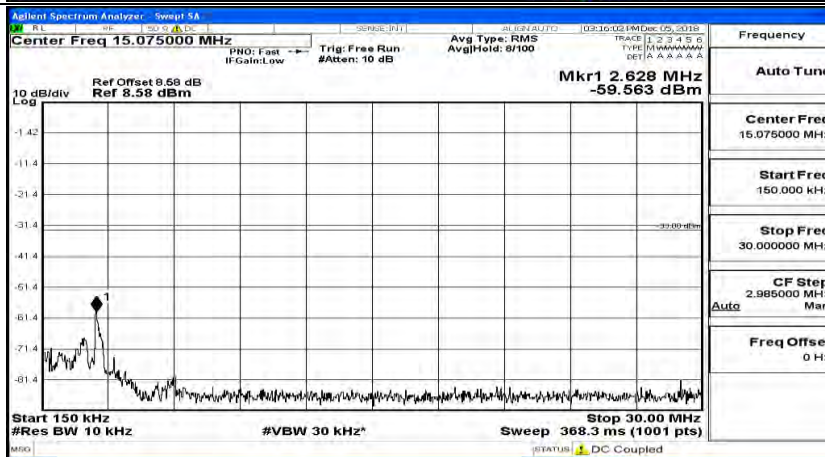 Agilent Spectrum Analyzer - Swept SA
RL RF 50 Ω DC SENSE:INT ALIGN AUTO 03:16:02 PM Dec 05, 2018
Center Freq 15.075000 MHz
PNO: Fast
IFGain:Low
Trig: Free Run
#Atten: 10 dB
Avg Type: RMS
Avg|Hold: 8/100
TRACE 1 2 3 4 5 6
TYPE M WWWWW
DET A A A A A A
Ref Offset 8.58 dB
10 dB/div Ref 8.58 dBm
Log
Mkr1 2.628 MHz
-59.563 dBm
-1.42
-11.4
-21.4
-31.4
-33.00 dBm
-41.4
-51.4
1
-61.4
-71.4
-81.4
Start 150 kHz
Stop 30.00 MHz
#Res BW 10 kHz #VBW 30 kHz* Sweep 368.3 ms (1001 pts)
MSG STATUS DC Coupled
Frequency
Auto Tune
Center Freq
15.075000 MHz
Start Freq
150.000 kHz
Stop Freq
30.000000 MHz
CF Step
2.985000 MHz
Auto Man
Freq Offset
0 Hz